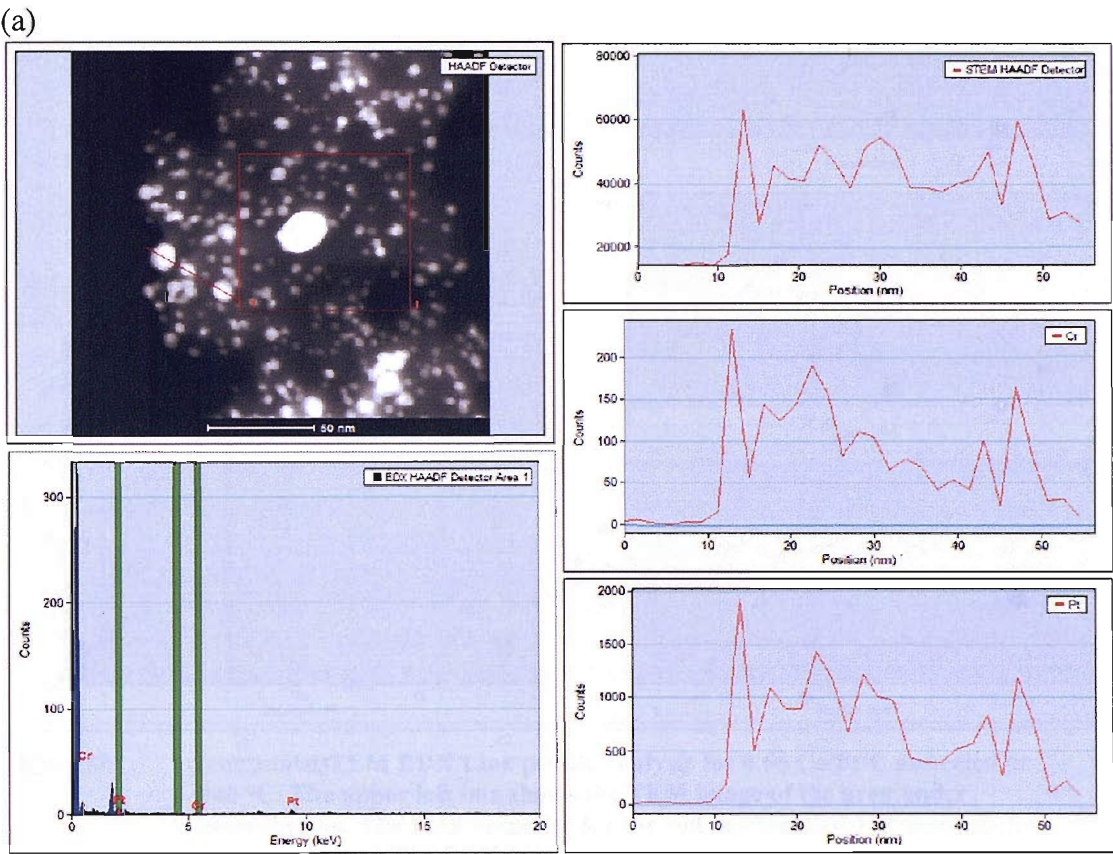 (a)
HAADF Detector
50 nm
STEM HAADF Detector
Counts
80000
60000
40000
20000
0 10 20 30 40 50
Position (nm)
Cr
Counts
200
150
100
50
0
0 10 20 30 40 50
Position (nm)
EDX HAADF Detector Area 1
Counts
300
200
100
0
Cr
Pt
Cr
Pt
0 5 10 15 20
Energy (keV)
Pt
Counts
2000
1500
1000
500
0
0 10 20 30 40 50
Position (nm)